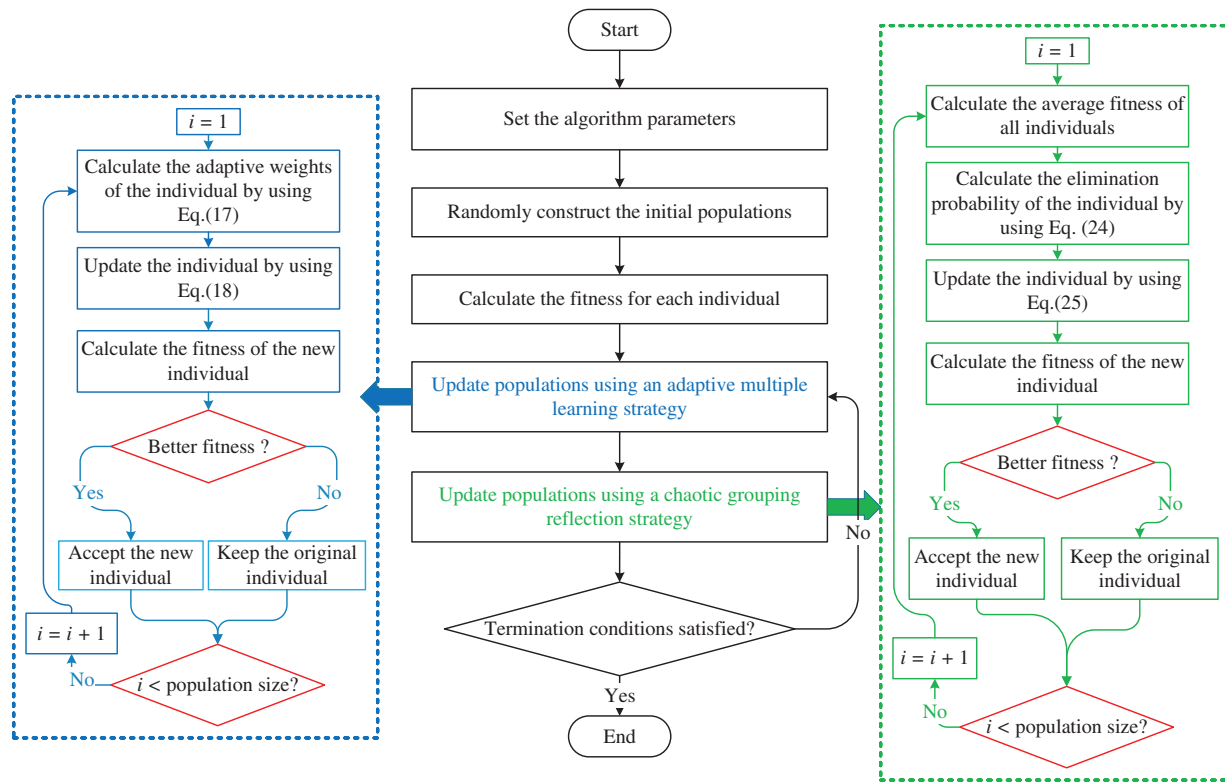 Start
Set the algorithm parameters
Randomly construct the initial populations
Calculate the fitness for each individual
Update populations using an adaptive multiple
learning strategy
Update populations using a chaotic grouping
reflection strategy
No
Termination conditions satisfied?
Yes
End
i = 1
Calculate the adaptive weights
of the individual by using
Eq.(17)
Update the individual by using
Eq.(18)
Calculate the fitness of the new
individual
Better fitness ?
Yes
No
Accept the new
individual
Keep the original
individual
i = i + 1
No
i < population size?
i = 1
Calculate the average fitness of
all individuals
Calculate the elimination
probability of the individual by
using Eq. (24)
Update the individual by using
Eq.(25)
Calculate the fitness of the new
individual
Better fitness ?
Yes
No
Accept the new
individual
Keep the original
individual
i = i + 1
No
i < population size?